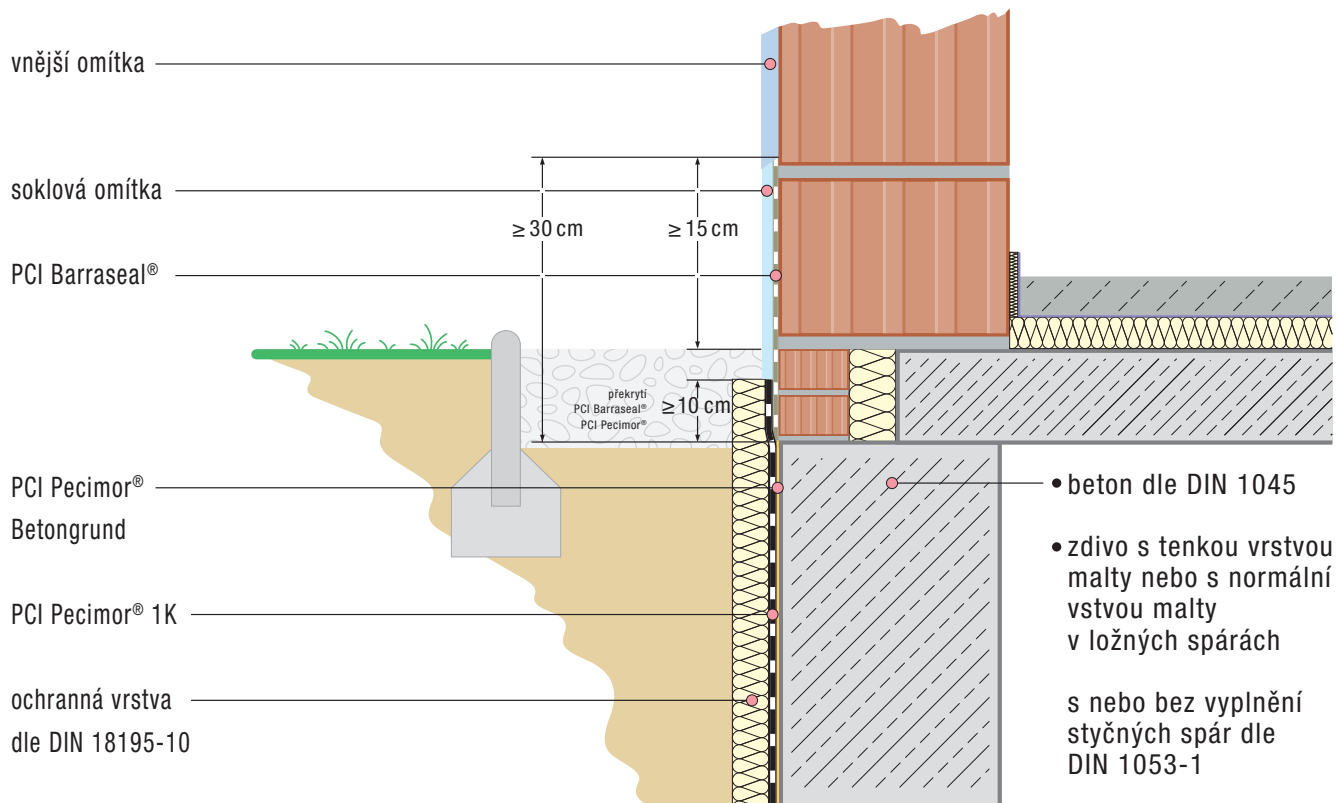 vnější omítka
soklová omítka
≥ 30 cm
≥ 15 cm
PCI Barraseal®
překrytí
PCI Barraseal®
PCI Pecimor®
≥ 10 cm
PCI Pecimor®
Betongrund
PCI Pecimor® 1K
ochranná vrstva
dle DIN 18195-10
• beton dle DIN 1045
• zdivo s tenkou vrstvou
malty nebo s normální
vstvou malty
v ložných spárách
s nebo bez vyplnění
styčných spár dle
DIN 1053-1